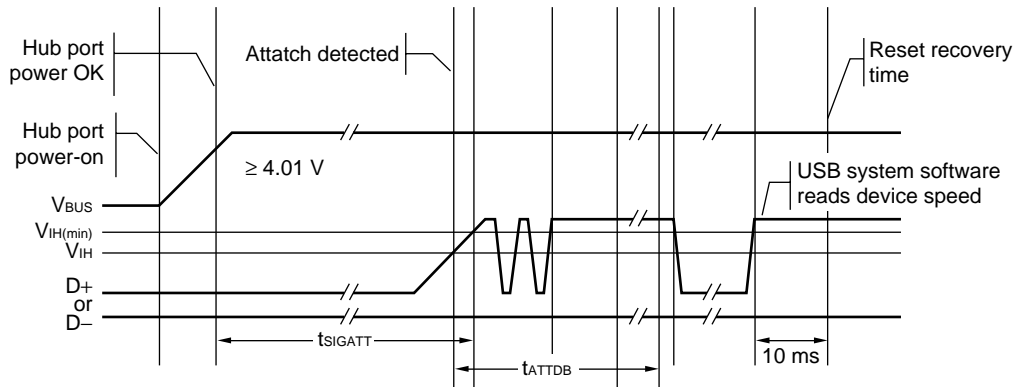 Hub port
power OK
Attatch detected
Reset recovery
time
Hub port
power-on
≥ 4.01 V
USB system software
reads device speed
VBUS
VIH(min)
VIH
D+
or
D−
tSIGATT
tATTDB
10 ms